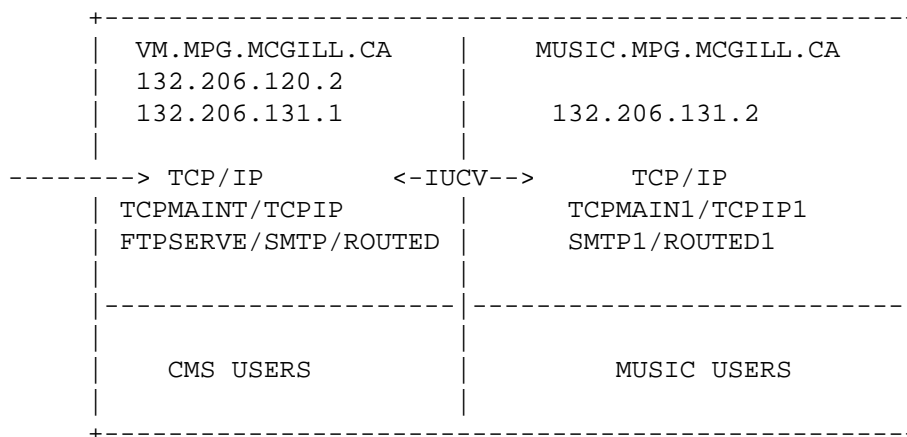 VM.MPG.MCGILL.CA | MUSIC.MPG.MCGILL.CA
132.206.120.2
132.206.131.1 | 132.206.131.2
--------> TCP/IP <-IUCV--> TCP/IP
TCPMAINT/TCPIP | TCPMAIN1/TCPIP1
FTPSERVE/SMTP/ROUTED | SMTP1/ROUTED1
CMS USERS | MUSIC USERS